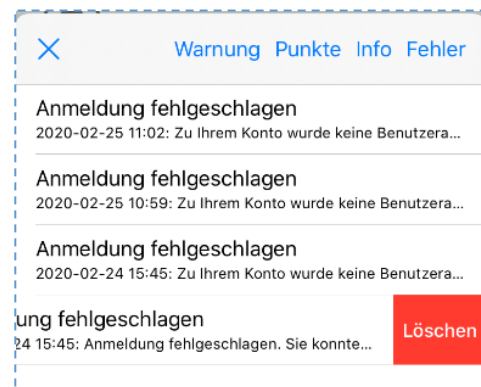 Warnung Punkte Info Fehler
Anmeldung fehlgeschlagen
2020-02-25 11:02: Zu Ihrem Konto wurde keine Benutzera...
Anmeldung fehlgeschlagen
2020-02-25 10:59: Zu Ihrem Konto wurde keine Benutzera...
Anmeldung fehlgeschlagen
2020-02-24 15:45: Zu Ihrem Konto wurde keine Benutzera...
ung fehlgeschlagen
24 15:45: Anmeldung fehlgeschlagen. Sie konnte...
Löschen